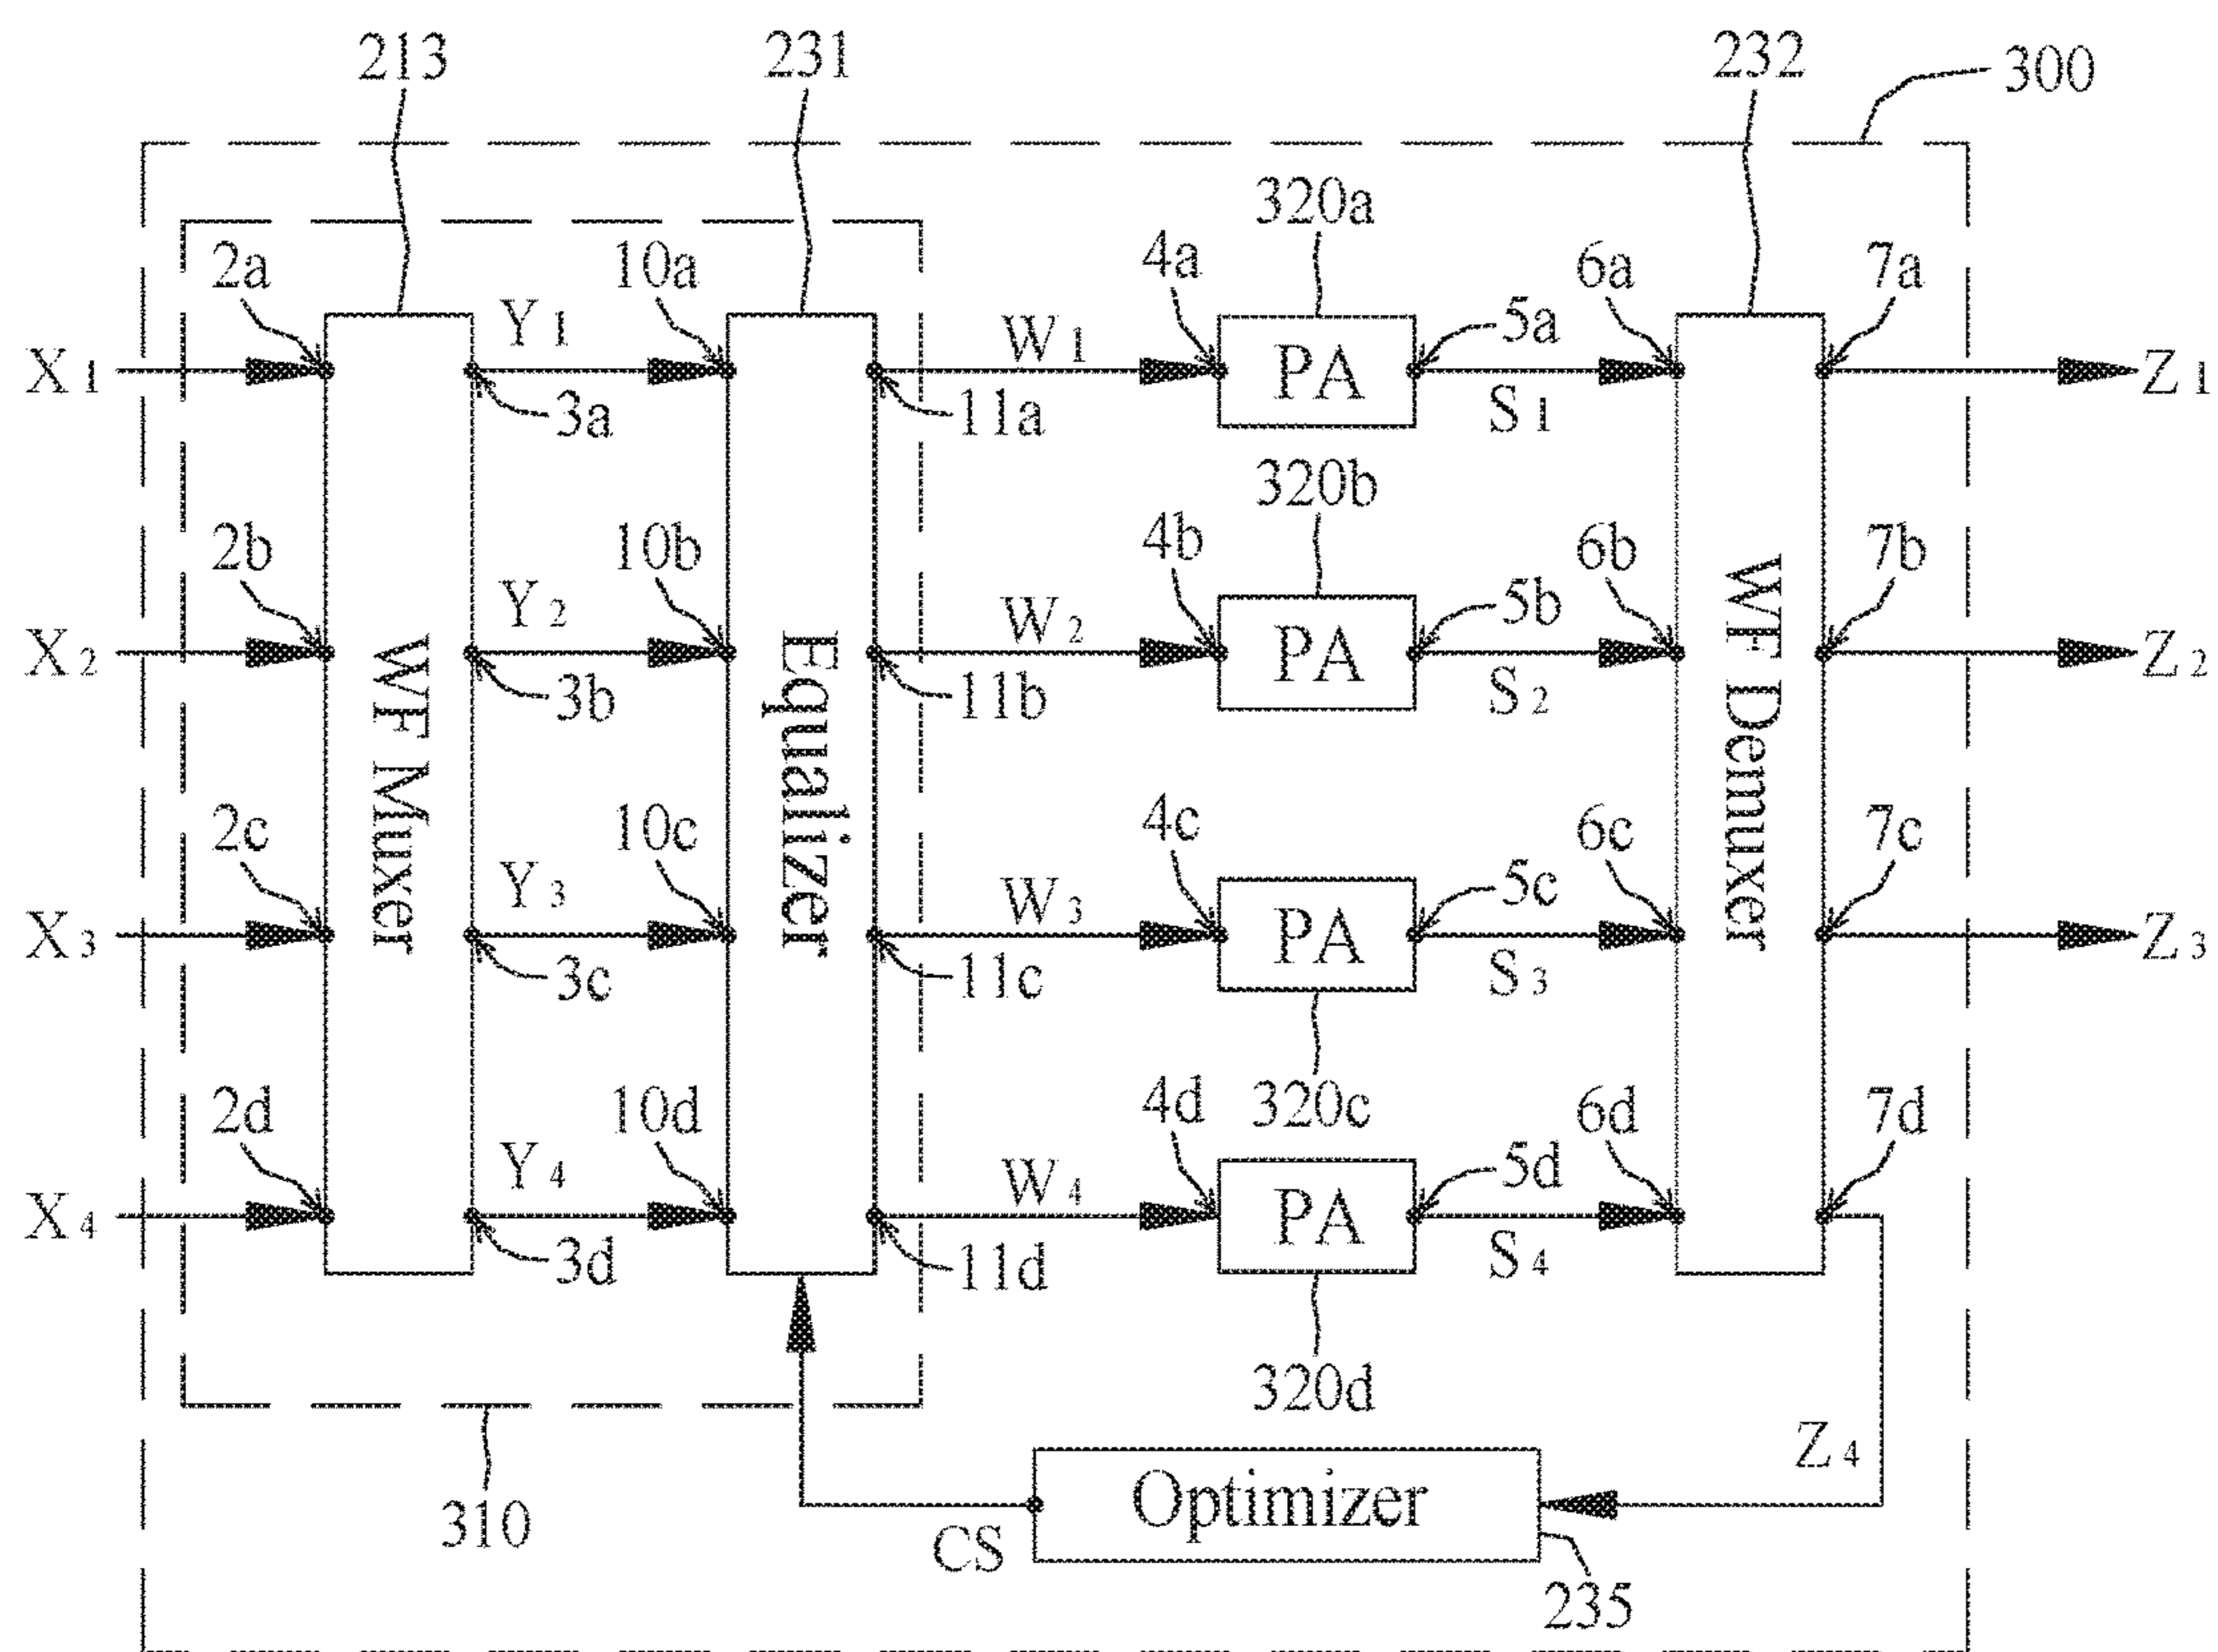 213
231
232
300
320a
2a
10a
4a
6a
7a
Y1
W1
5a
X1
PA
Z1
3a
11a
S1
320b
2b
10b
4b
6b
7b
Y2
W2
5b
X2
PA
Z2
3b
11b
S2
WF Muxer
Equalizer
WF Demuxer
2c
10c
4c
6c
7c
Y3
W3
5c
X3
PA
Z3
3c
11c
S3
320c
2d
10d
4d
6d
7d
Y4
W4
5d
X4
PA
3d
11d
S4
320d
Z4
310
Optimizer
CS
235